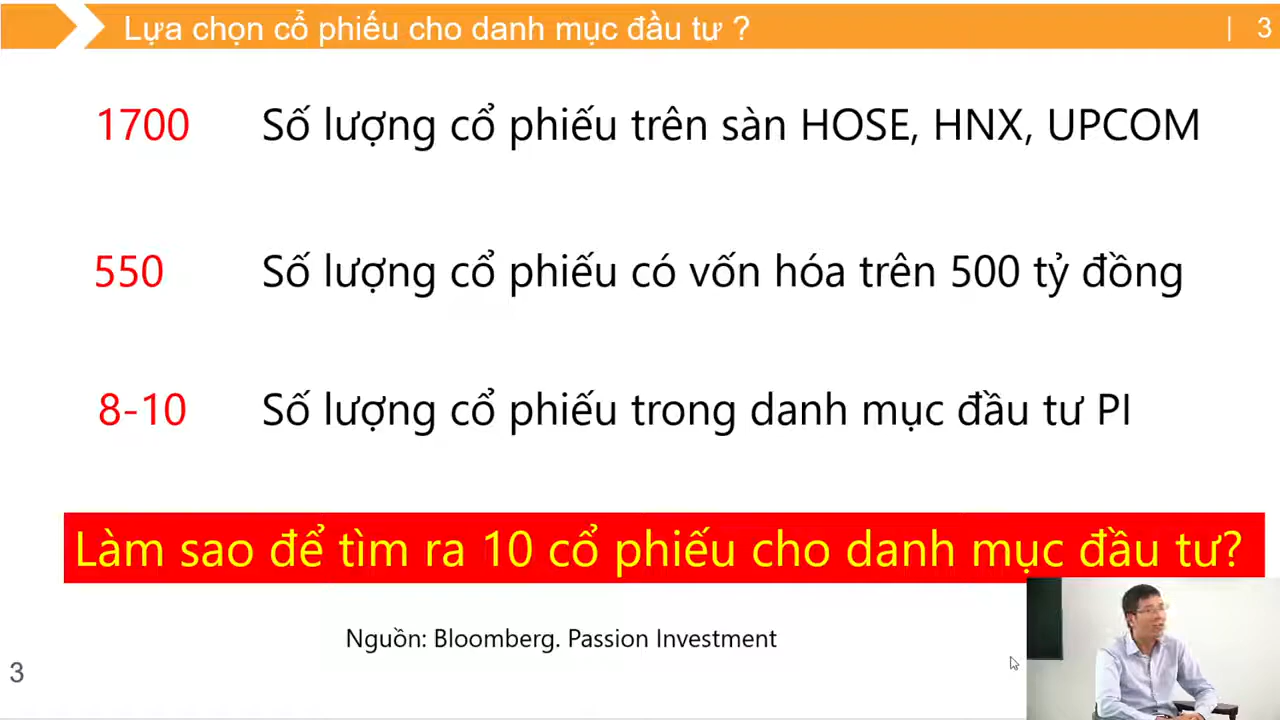 Lựa chọn cổ phiếu cho danh mục đầu tư ?
| 3
1700 Số lượng cổ phiếu trên sàn HOSE, HNX, UPCOM
550 Số lượng cổ phiếu có vốn hóa trên 500 tỷ đồng
8-10 Số lượng cổ phiếu trong danh mục đầu tư PI
Làm sao để tìm ra 10 cổ phiếu cho danh mục đầu tư?
Nguồn: Bloomberg. Passion Investment
3